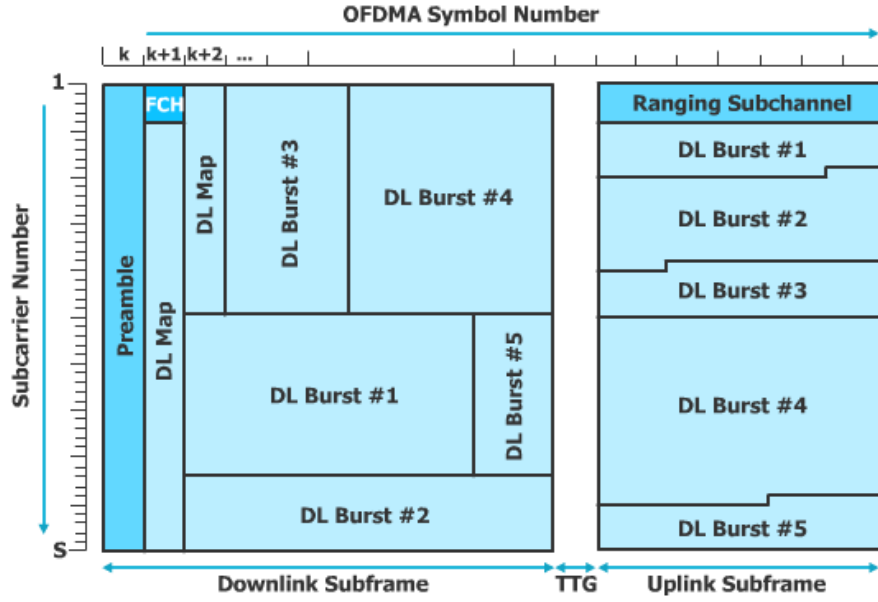 OFDMA Symbol Number
k k+1 k+2 ...
1
Subcarrier Number
S
Preamble
FCH
DL Map
DL Map
DL Burst #3
DL Burst #4
DL Burst #1
DL Burst #5
DL Burst #2
Ranging Subchannel
DL Burst #1
DL Burst #2
DL Burst #3
DL Burst #4
DL Burst #5
Downlink Subframe
TTG
Uplink Subframe